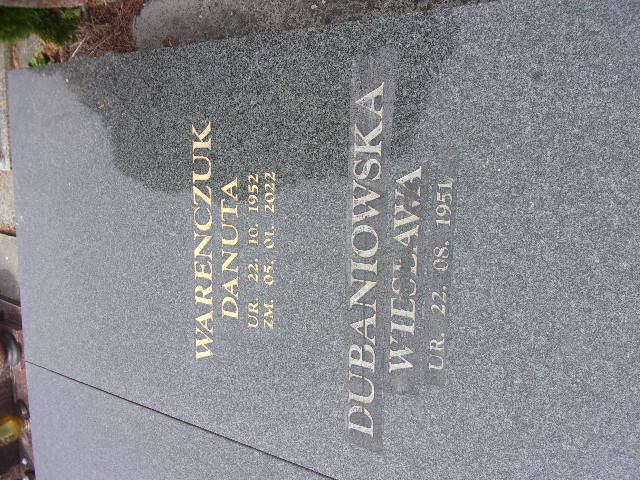 WARENCZUK
DANUTA
UR. 22. 10. 1952
ZM. 05. 01. 2022
DUBANIOWSKA
WIESŁAWA
UR. 22. 08. 1951